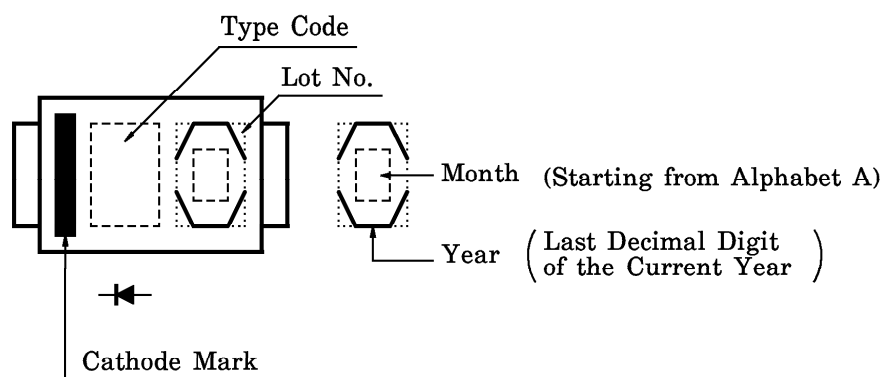 Type Code
Lot No.
Month (Starting from Alphabet A)
Year (Last Decimal Digit
of the Current Year)
Cathode Mark